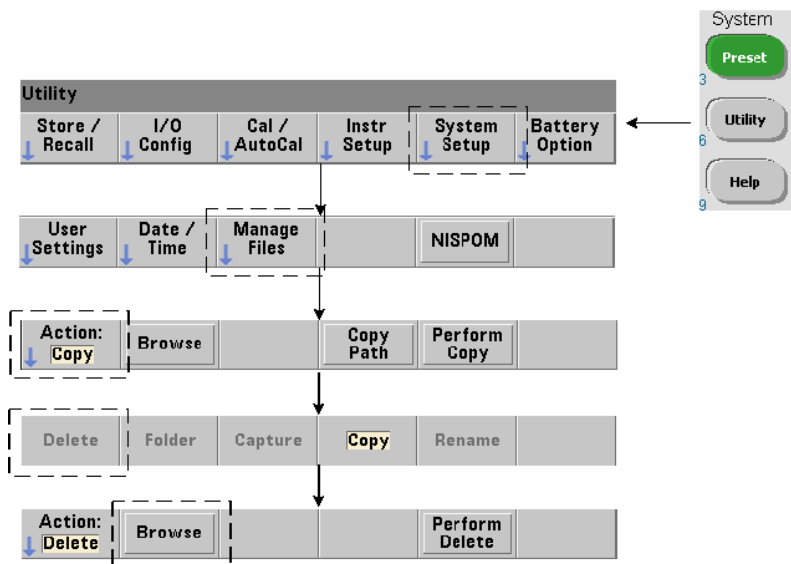 System
Preset
3
Utility
6
Help
9
Utility
Store / Recall
I/O Config
Cal / AutoCal
Instr Setup
System Setup
Battery Option
User Settings
Date / Time
Manage Files
NISPOM
Action: Copy
Browse
Copy Path
Perform Copy
Delete
Folder
Capture
Copy
Rename
Action: Delete
Browse
Perform Delete